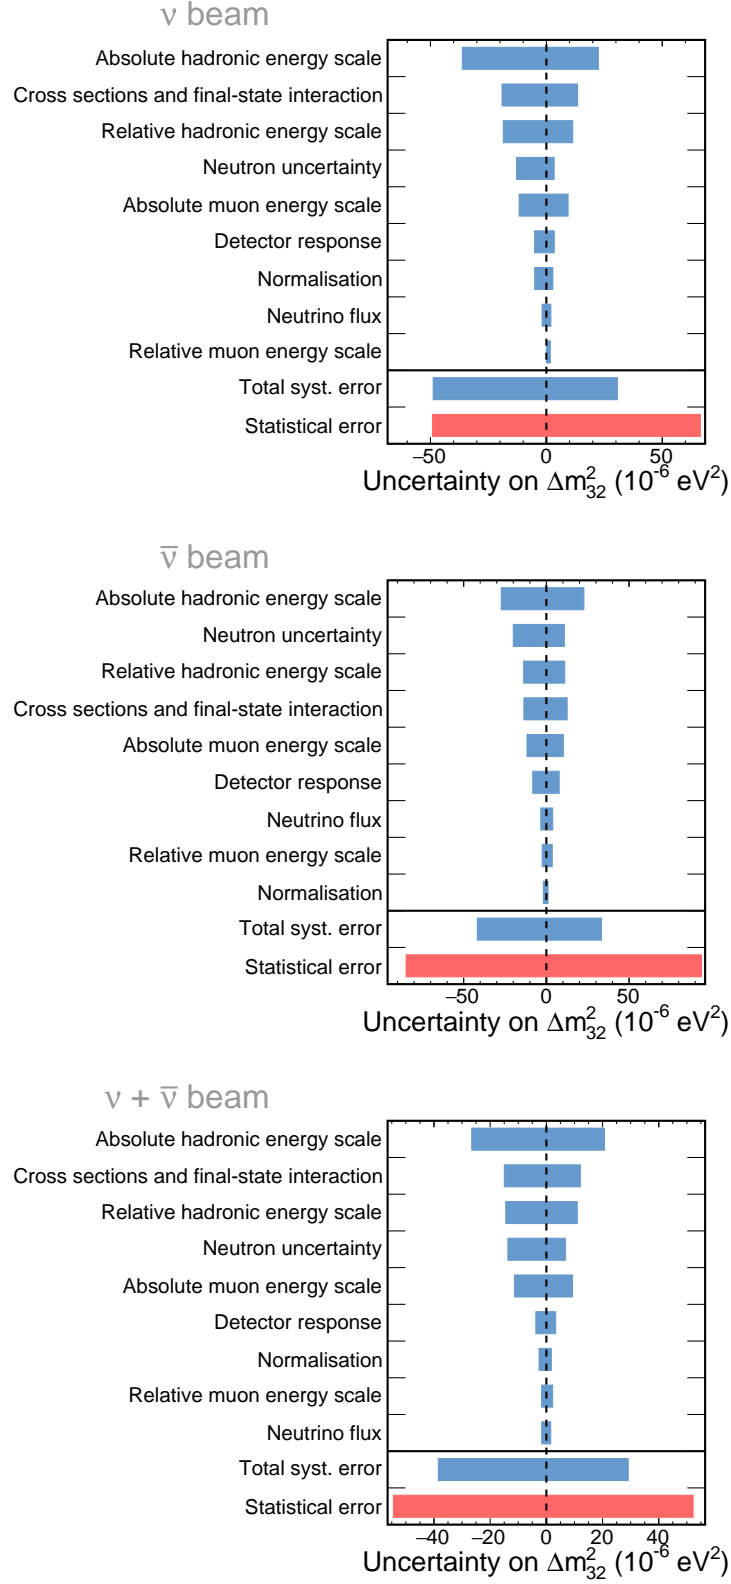 ν beam
Absolute hadronic energy scale
Cross sections and final-state interaction
Relative hadronic energy scale
Neutron uncertainty
Absolute muon energy scale
Detector response
Normalisation
Neutrino flux
Relative muon energy scale
Total syst. error
Statistical error
−50 0 50
Uncertainty on Δm²₃₂ (10⁻⁶ eV²)
ν̅ beam
Absolute hadronic energy scale
Neutron uncertainty
Relative hadronic energy scale
Cross sections and final-state interaction
Absolute muon energy scale
Detector response
Neutrino flux
Relative muon energy scale
Normalisation
Total syst. error
Statistical error
−50 0 50
Uncertainty on Δm²₃₂ (10⁻⁶ eV²)
ν + ν̅ beam
Absolute hadronic energy scale
Cross sections and final-state interaction
Relative hadronic energy scale
Neutron uncertainty
Absolute muon energy scale
Detector response
Normalisation
Relative muon energy scale
Neutrino flux
Total syst. error
Statistical error
−40 −20 0 20 40
Uncertainty on Δm²₃₂ (10⁻⁶ eV²)